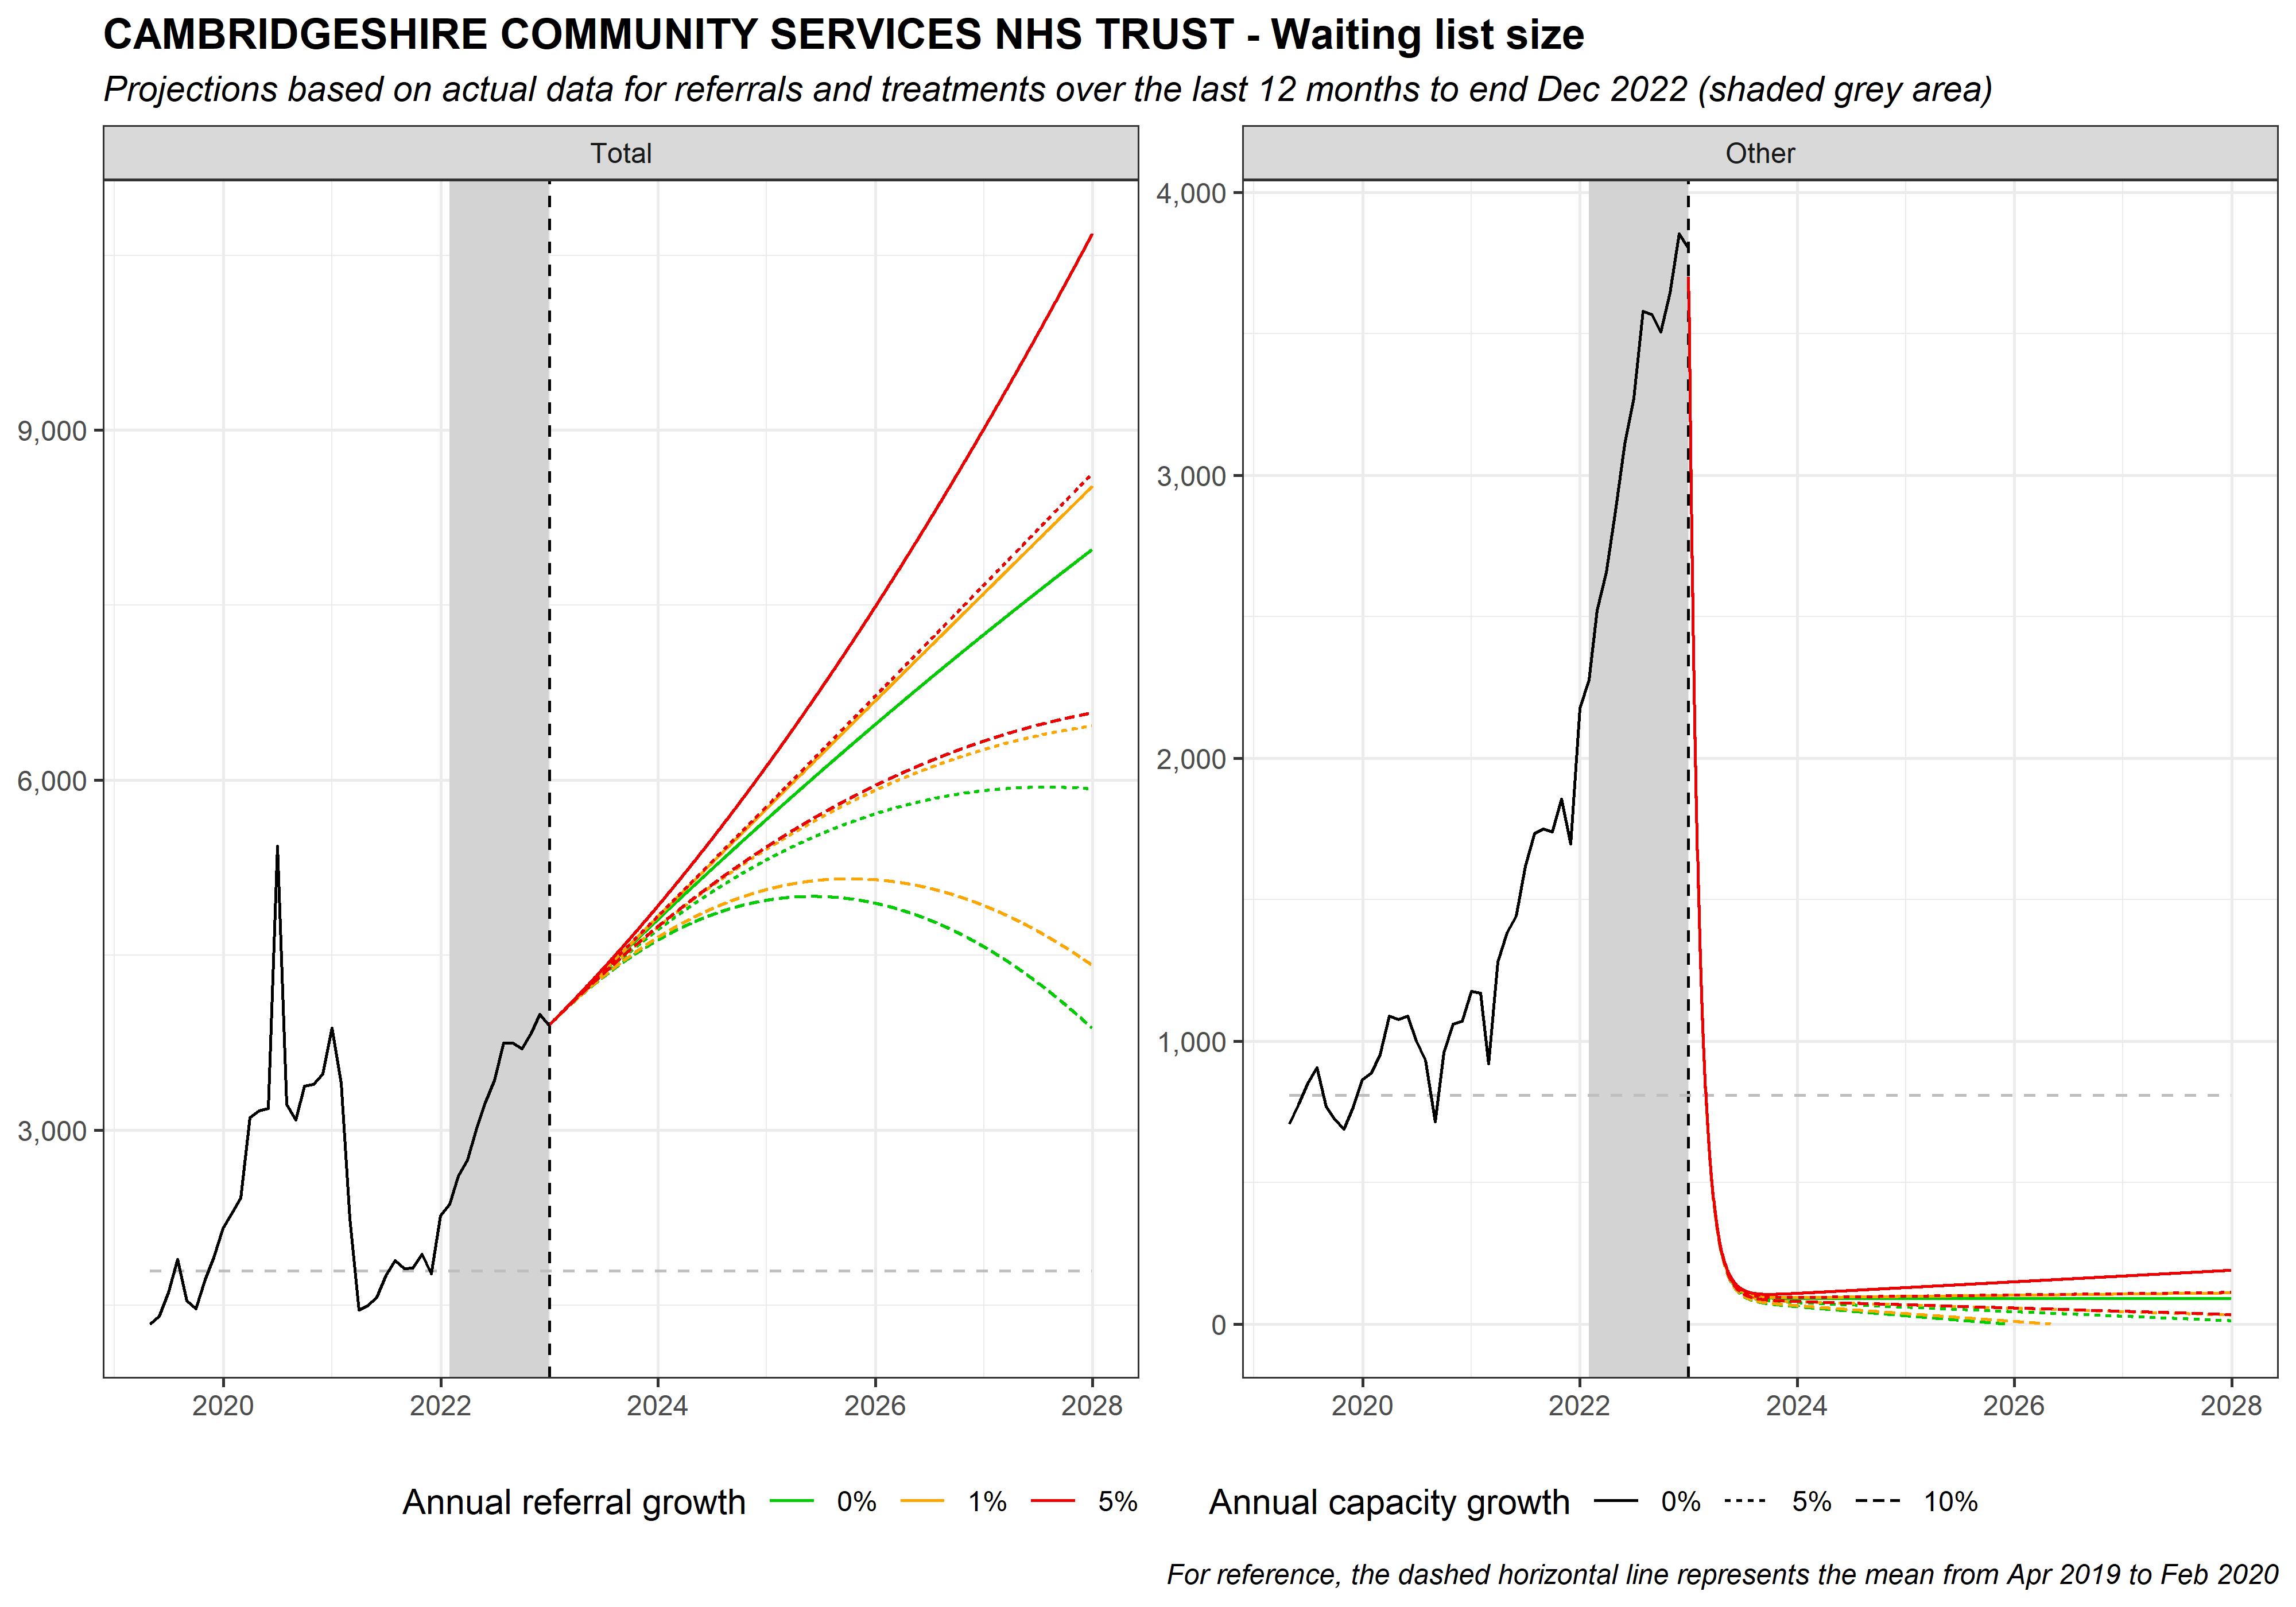 CAMBRIDGESHIRE COMMUNITY SERVICES NHS TRUST - Waiting list size
Projections based on actual data for referrals and treatments over the last 12 months to end Dec 2022 (shaded grey area)
Total
9,000
6,000
3,000
2020 2022 2024 2026 2028
Other
4,000
3,000
2,000
1,000
0
2020 2022 2024 2026 2028
Annual referral growth 0% 1% 5%
Annual capacity growth 0% 5% 10%
For reference, the dashed horizontal line represents the mean from Apr 2019 to Feb 2020